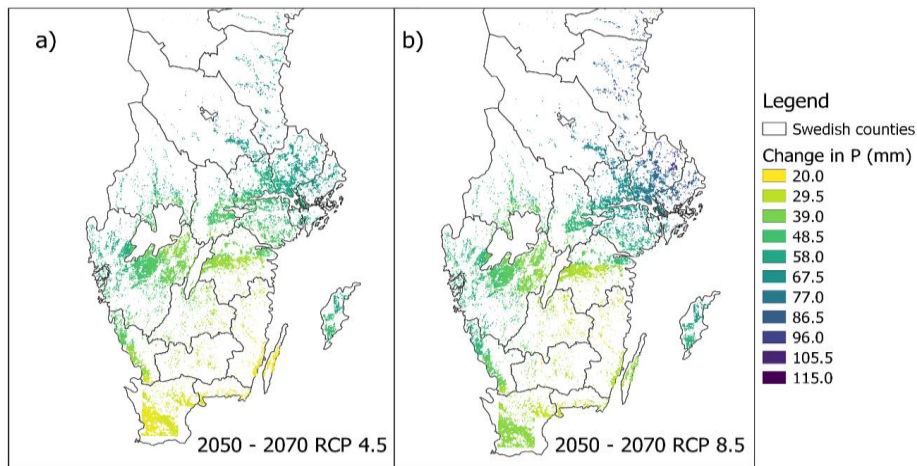 a)
b)
2050 - 2070 RCP 4.5
2050 - 2070 RCP 8.5
Legend
Swedish counties
Change in P (mm)
20.0
29.5
39.0
48.5
58.0
67.5
77.0
86.5
96.0
105.5
115.0